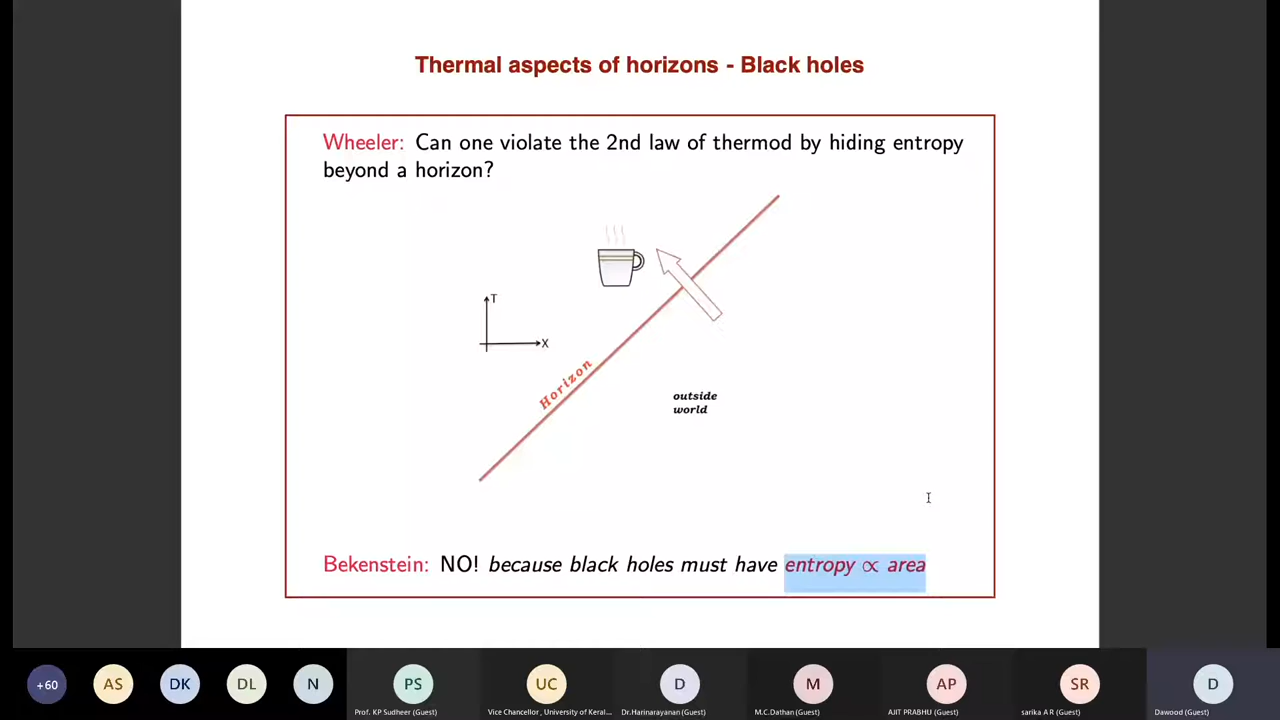 Thermal aspects of horizons - Black holes
Wheeler: Can one violate the 2nd law of thermod by hiding entropy
beyond a horizon?
T
X
Horizon
outside
world
Bekenstein: NO! because black holes must have entropy ∝ area
+60
AS
DK
DL
N
PS
UC
D
M
AP
SR
D
Prof. KP Sudheer (Guest)
Vice Chancellor , University of Keral...
Dr.Harinarayanan (Guest)
M.C.Dathan (Guest)
AJIT PRABHU (Guest)
sarika A R (Guest)
Dawood (Guest)